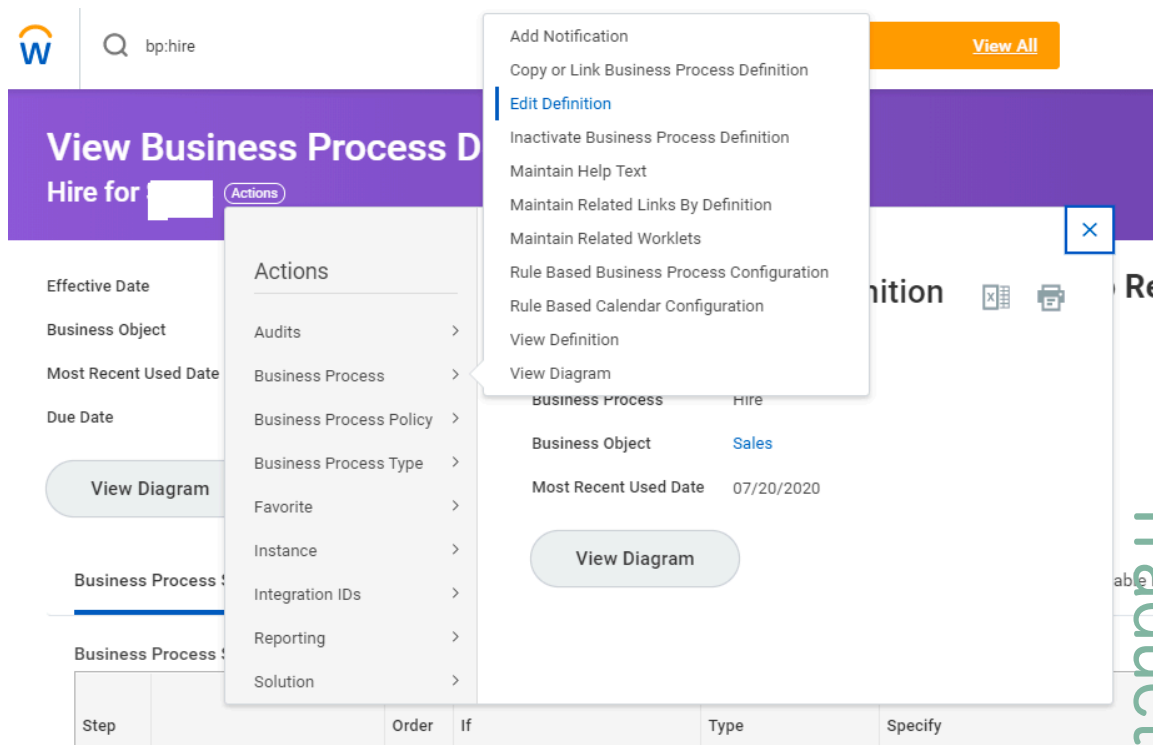 bp:hire
View All
View Business Process D
Hire for
Actions
Add Notification
Copy or Link Business Process Definition
Edit Definition
Inactivate Business Process Definition
Maintain Help Text
Maintain Related Links By Definition
Maintain Related Worklets
Rule Based Business Process Configuration
Rule Based Calendar Configuration
View Definition
View Diagram
Effective Date
Business Object
Most Recent Used Date
Due Date
View Diagram
Actions
Audits
Business Process
Business Process Policy
Business Process Type
Favorite
Instance
Integration IDs
Reporting
Solution
nition
Re
Business Process Hire
Business Object Sales
Most Recent Used Date 07/20/2020
View Diagram
Business Process
able
Business Process
Step Order If Type Specify